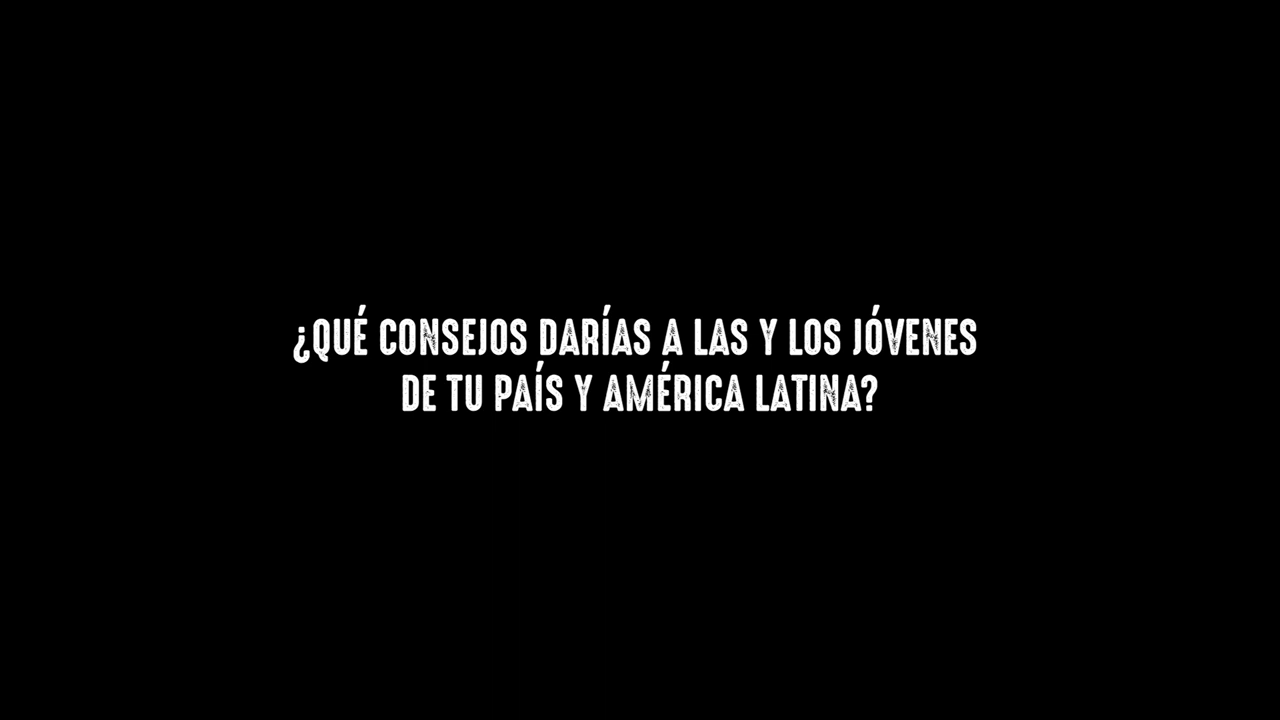 ¿QUÉ CONSEJOS DARÍAS A LAS Y LOS JÓVENES
DE TU PAÍS Y AMÉRICA LATINA?